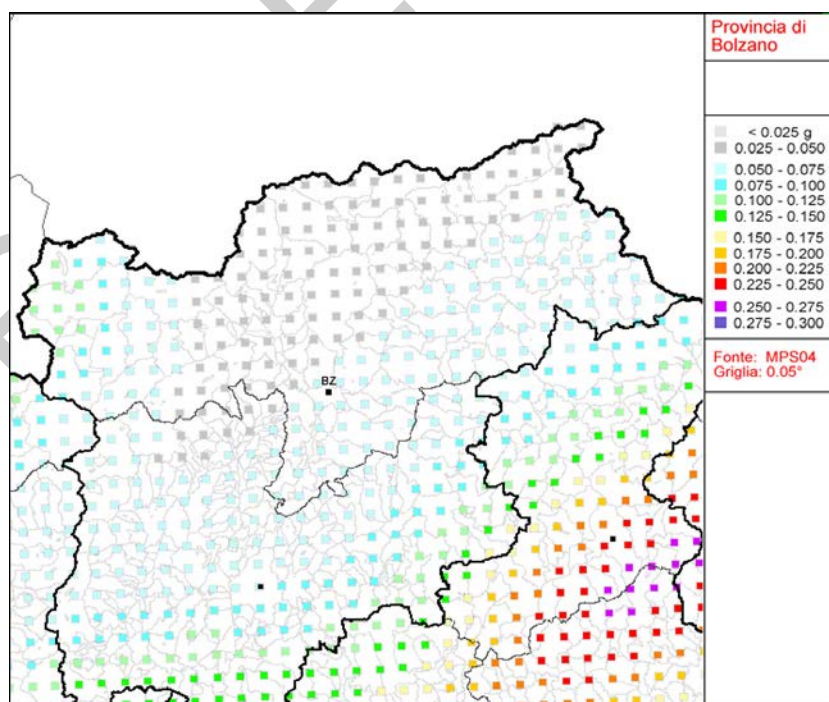 Provincia di
Bolzano
< 0.025 g
0.025 - 0.050
0.050 - 0.075
0.075 - 0.100
0.100 - 0.125
0.125 - 0.150
0.150 - 0.175
0.175 - 0.200
0.200 - 0.225
0.225 - 0.250
0.250 - 0.275
0.275 - 0.300
Fonte: MPS04
Griglia: 0.05°
BZ